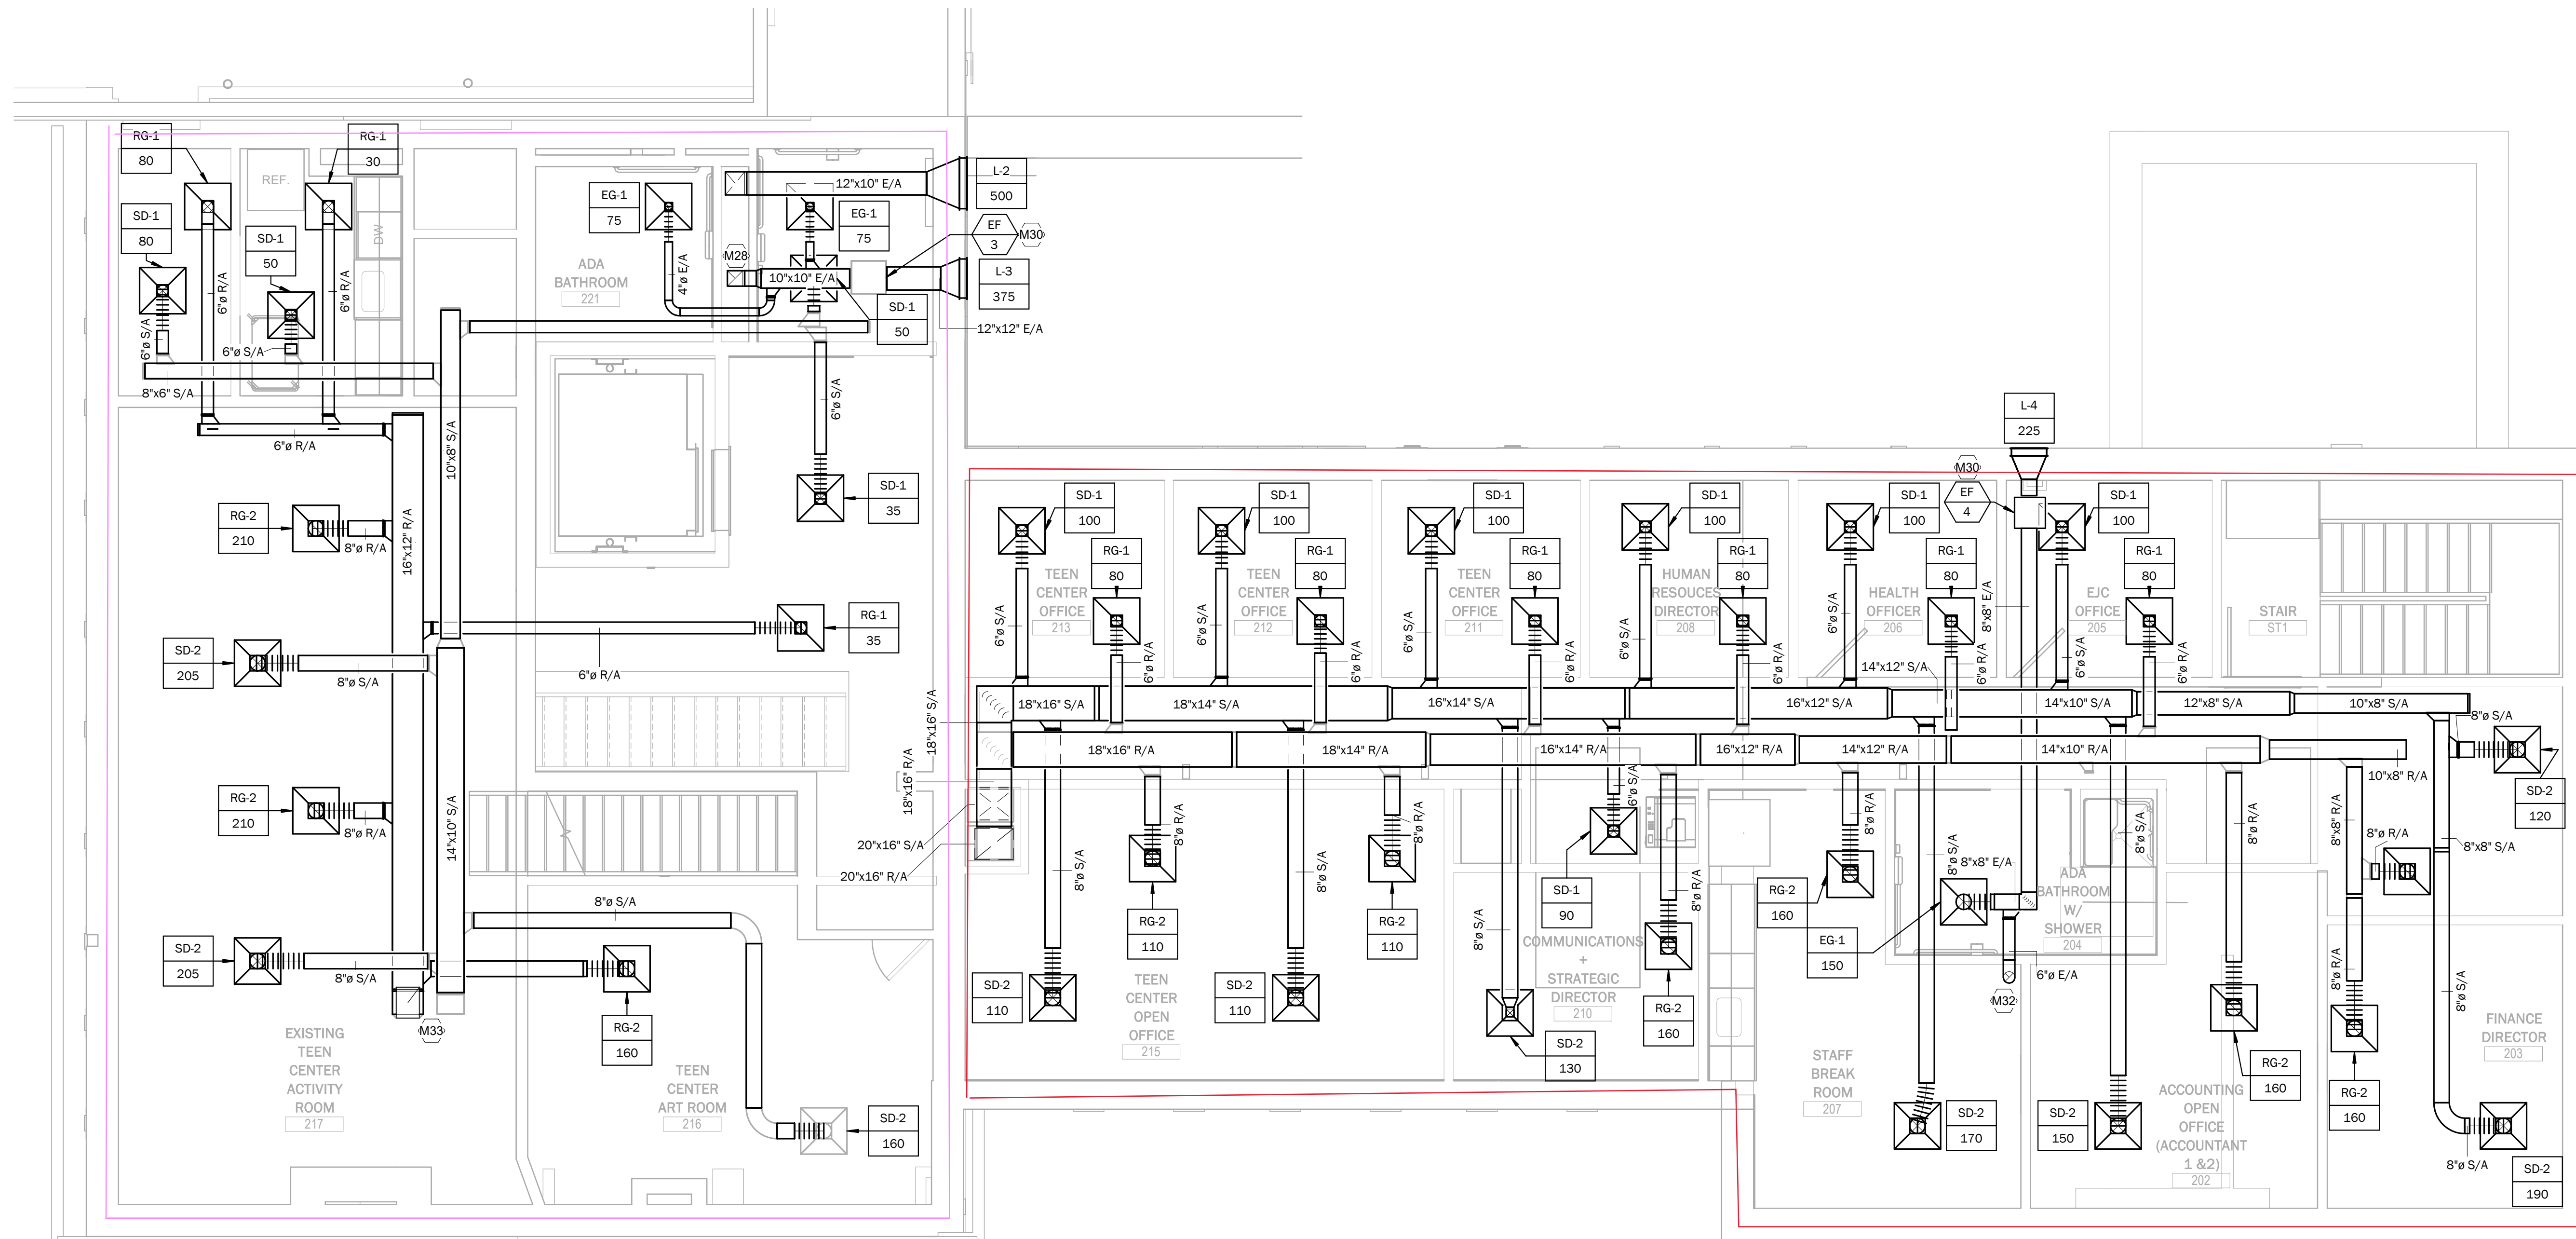 RG-1
80
RG-1
30
REF.
DW
SD-1
80
SD-1
50
6"ø R/A
6"ø R/A
6"ø S/A
6"ø S/A
8"x6" S/A
6"ø R/A
EG-1
75
ADA
BATHROOM
221
4"ø E/A
M28
12"x10" E/A
EG-1
75
10"x10" E/A
L-2
500
EF
3
M30
L-3
375
SD-1
50
12"x12" E/A
10"x8" S/A
16"x12" R/A
6"ø S/A
SD-1
35
RG-2
210
8"ø R/A
RG-1
35
6"ø R/A
SD-2
205
8"ø S/A
RG-2
210
8"ø R/A
14"x10" S/A
SD-2
205
8"ø S/A
8"ø S/A
M33
RG-2
160
EXISTING
TEEN
CENTER
ACTIVITY
ROOM
217
TEEN
CENTER
ART ROOM
216
SD-2
160
18"x16" S/A
18"x16" R/A
20"x16" S/A
20"x16" R/A
SD-1
100
RG-1
80
TEEN
CENTER
OFFICE
213
6"ø S/A
6"ø R/A
SD-1
100
RG-1
80
TEEN
CENTER
OFFICE
212
6"ø S/A
6"ø R/A
SD-1
100
RG-1
80
TEEN
CENTER
OFFICE
211
6"ø S/A
6"ø R/A
SD-1
100
RG-1
80
HUMAN
RESOUCES
DIRECTOR
208
6"ø S/A
6"ø R/A
SD-1
100
RG-1
80
HEALTH
OFFICER
206
6"ø S/A
6"ø R/A
L-4
225
M30
EF
4
8"x8" E/A
SD-1
100
RG-1
80
EJC
OFFICE
205
6"ø S/A
6"ø R/A
STAIR
ST1
14"x12" S/A
18"x16" S/A
18"x14" S/A
16"x14" S/A
16"x12" S/A
14"x10" S/A
12"x8" S/A
10"x8" S/A
18"x16" R/A
18"x14" R/A
16"x14" R/A
16"x12" R/A
14"x12" R/A
14"x10" R/A
10"x8" R/A
8"ø S/A
SD-2
120
8"ø S/A
8"ø R/A
RG-2
110
SD-2
110
8"ø S/A
8"ø R/A
RG-2
110
SD-2
110
TEEN
CENTER
OPEN
OFFICE
215
8"ø S/A
SD-2
130
6"ø S/A
SD-1
90
8"ø R/A
RG-2
160
COMMUNICATIONS
+
STRATEGIC
DIRECTOR
210
8"ø R/A
RG-2
160
EG-1
150
8"ø S/A
8"x8" E/A
6"ø E/A
M32
ADA
BATHROOM
W/
SHOWER
204
8"ø S/A
STAFF
BREAK
ROOM
207
SD-2
170
SD-2
150
8"ø R/A
RG-2
160
ACCOUNTING
OPEN
OFFICE
(ACCOUNTANT
1 &2)
202
8"x8" R/A
8"ø R/A
8"ø R/A
RG-2
160
8"x8" S/A
8"ø S/A
FINANCE
DIRECTOR
203
8"ø S/A
SD-2
190